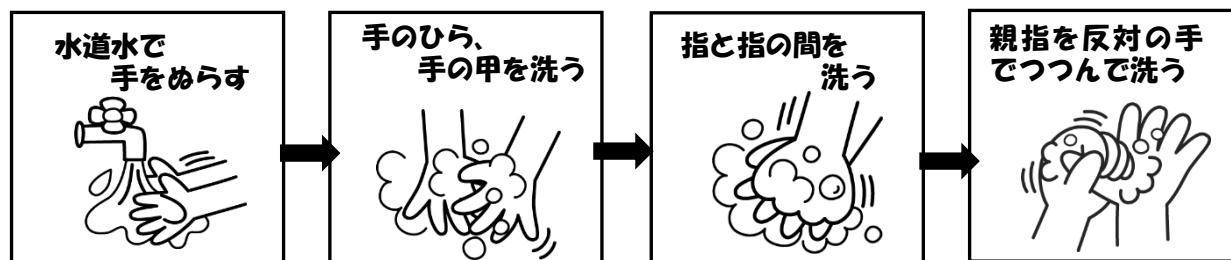 水道水で
手をぬらす
手のひら、
手の甲を洗う
指と指の間を
洗う
親指を反対の手
でつつんで洗う